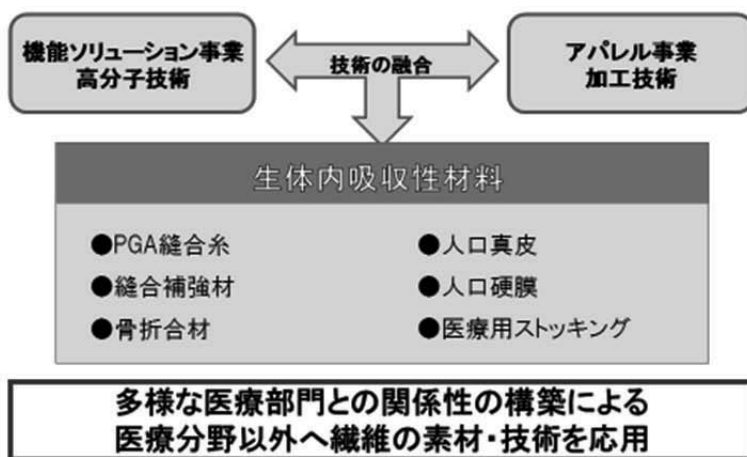 機能ソリューション事業
高分子技術
技術の融合
アパレル事業
加工技術
生体内吸収性材料
●PGA縫合糸
●縫合補強材
●骨折合材
●人口真皮
●人口硬膜
●医療用ストッキング
多様な医療部門との関係性の構築による
医療分野以外へ繊維の素材・技術を応用